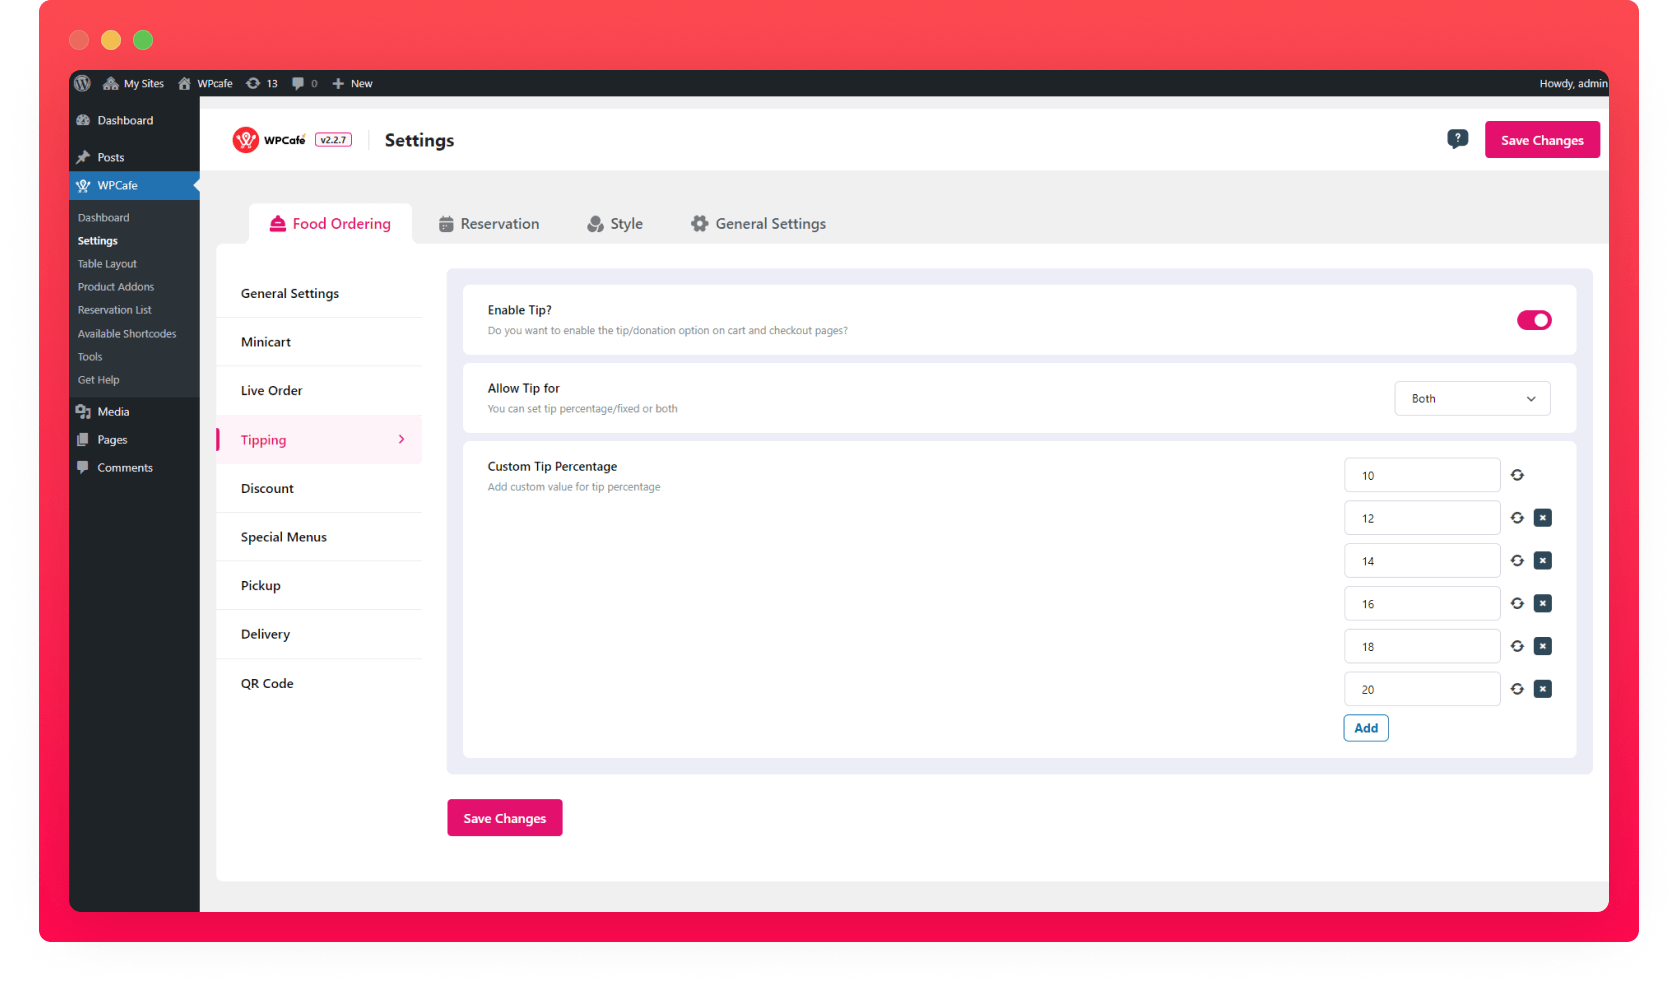 My Sites WPcafe 13 0 New Howdy, admin
Dashboard
Posts
WPCafe
Dashboard
Settings
Table Layout
Product Addons
Reservation List
Available Shortcodes
Tools
Get Help
Media
Pages
Comments
WPCafé v2.2.7 Settings ? Save Changes
Food Ordering Reservation Style General Settings
General Settings
Minicart
Live Order
Tipping
Discount
Special Menus
Pickup
Delivery
QR Code
Enable Tip?
Do you want to enable the tip/donation option on cart and checkout pages?
Allow Tip for
You can set tip percentage/fixed or both
Both
Custom Tip Percentage
Add custom value for tip percentage
10
12
14
16
18
20
Add
Save Changes